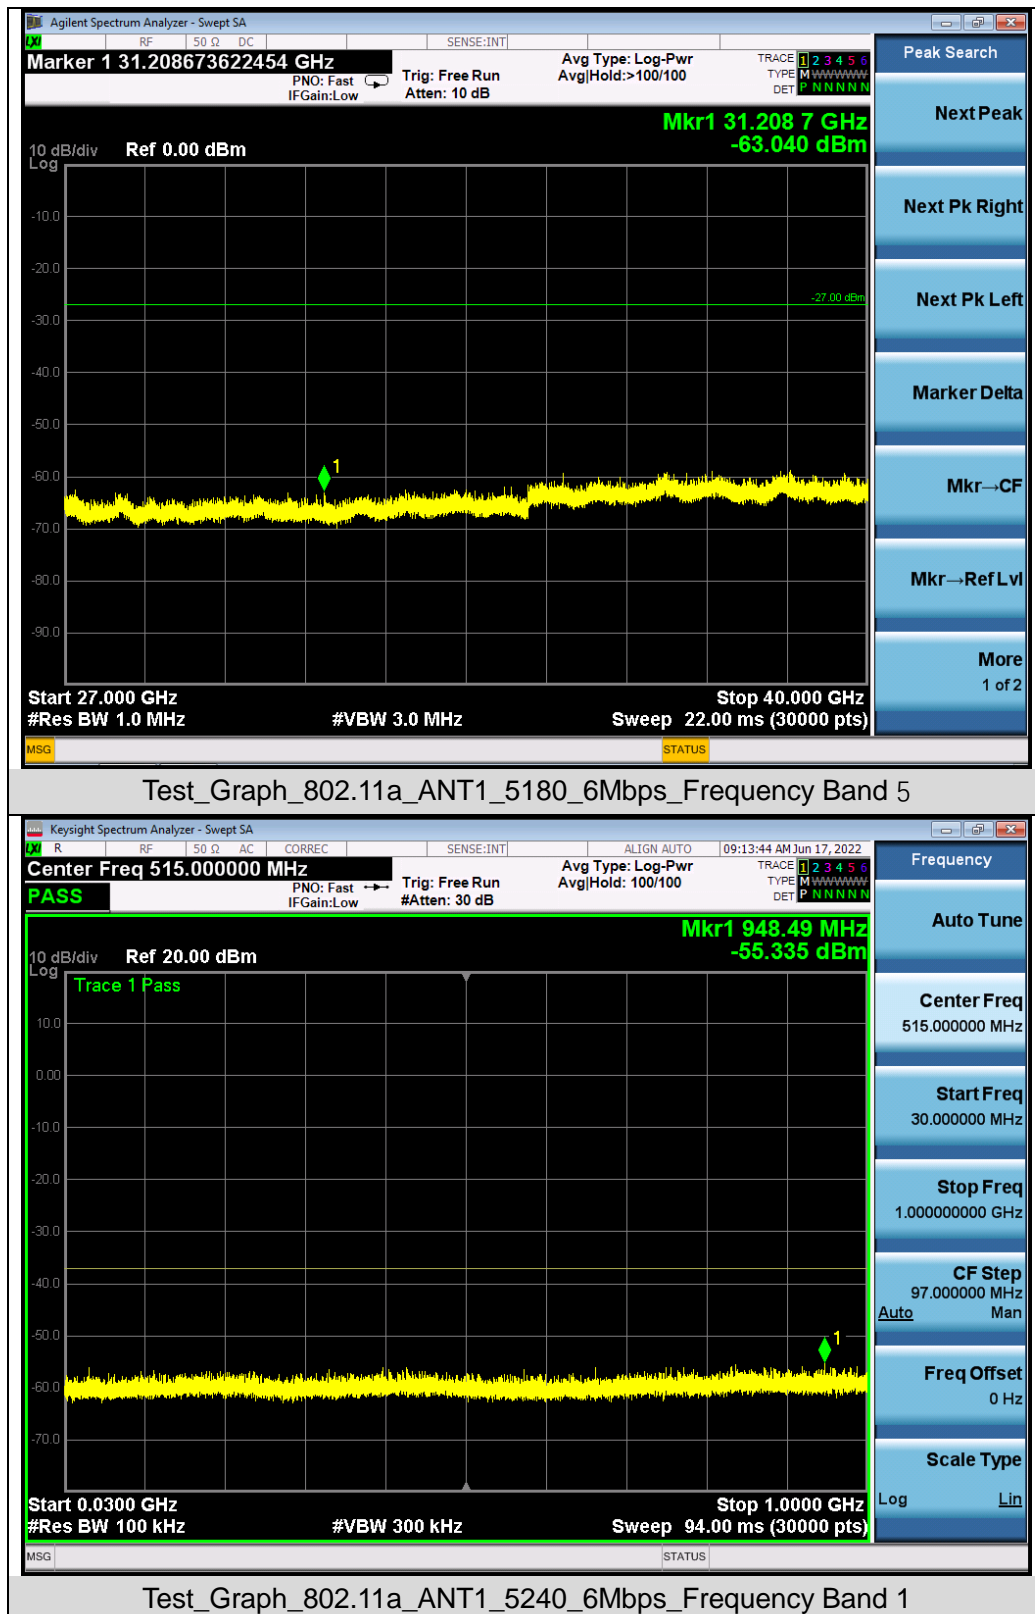 Agilent Spectrum Analyzer - Swept SA
LXI RF 50 Ω DC SENSE:INT
Marker 1 31.208673622454 GHz
PNO: Fast
IFGain:Low
Trig: Free Run
Atten: 10 dB
Avg Type: Log-Pwr
Avg|Hold:>100/100
TRACE 1 2 3 4 5 6
TYPE M WWWWW
DET P N N N N N
Mkr1 31.208 7 GHz
-63.040 dBm
10 dB/div Ref 0.00 dBm
Log
-10.0
-20.0
-27.00 dBm
-30.0
-40.0
-50.0
1
-60.0
-70.0
-80.0
-90.0
Start 27.000 GHz Stop 40.000 GHz
#Res BW 1.0 MHz #VBW 3.0 MHz Sweep 22.00 ms (30000 pts)
MSG STATUS
Peak Search
Next Peak
Next Pk Right
Next Pk Left
Marker Delta
Mkr→CF
Mkr→Ref Lvl
More
1 of 2
Test_Graph_802.11a_ANT1_5180_6Mbps_Frequency Band 5
Keysight Spectrum Analyzer - Swept SA
LXI R RF 50 Ω AC CORREC SENSE:INT ALIGN AUTO 09:13:44 AM Jun 17, 2022
Center Freq 515.000000 MHz
PASS
PNO: Fast
IFGain:Low
Trig: Free Run
#Atten: 30 dB
Avg Type: Log-Pwr
Avg|Hold: 100/100
TRACE 1 2 3 4 5 6
TYPE M WWWWW
DET P N N N N N
Mkr1 948.49 MHz
-55.335 dBm
10 dB/div Ref 20.00 dBm
Log
Trace 1 Pass
10.0
0.00
-10.0
-20.0
-30.0
-40.0
-50.0
1
-60.0
-70.0
Start 0.0300 GHz Stop 1.0000 GHz
#Res BW 100 kHz #VBW 300 kHz Sweep 94.00 ms (30000 pts)
MSG STATUS
Frequency
Auto Tune
Center Freq
515.000000 MHz
Start Freq
30.000000 MHz
Stop Freq
1.000000000 GHz
CF Step
97.000000 MHz
Auto Man
Freq Offset
0 Hz
Scale Type
Log Lin
Test_Graph_802.11a_ANT1_5240_6Mbps_Frequency Band 1